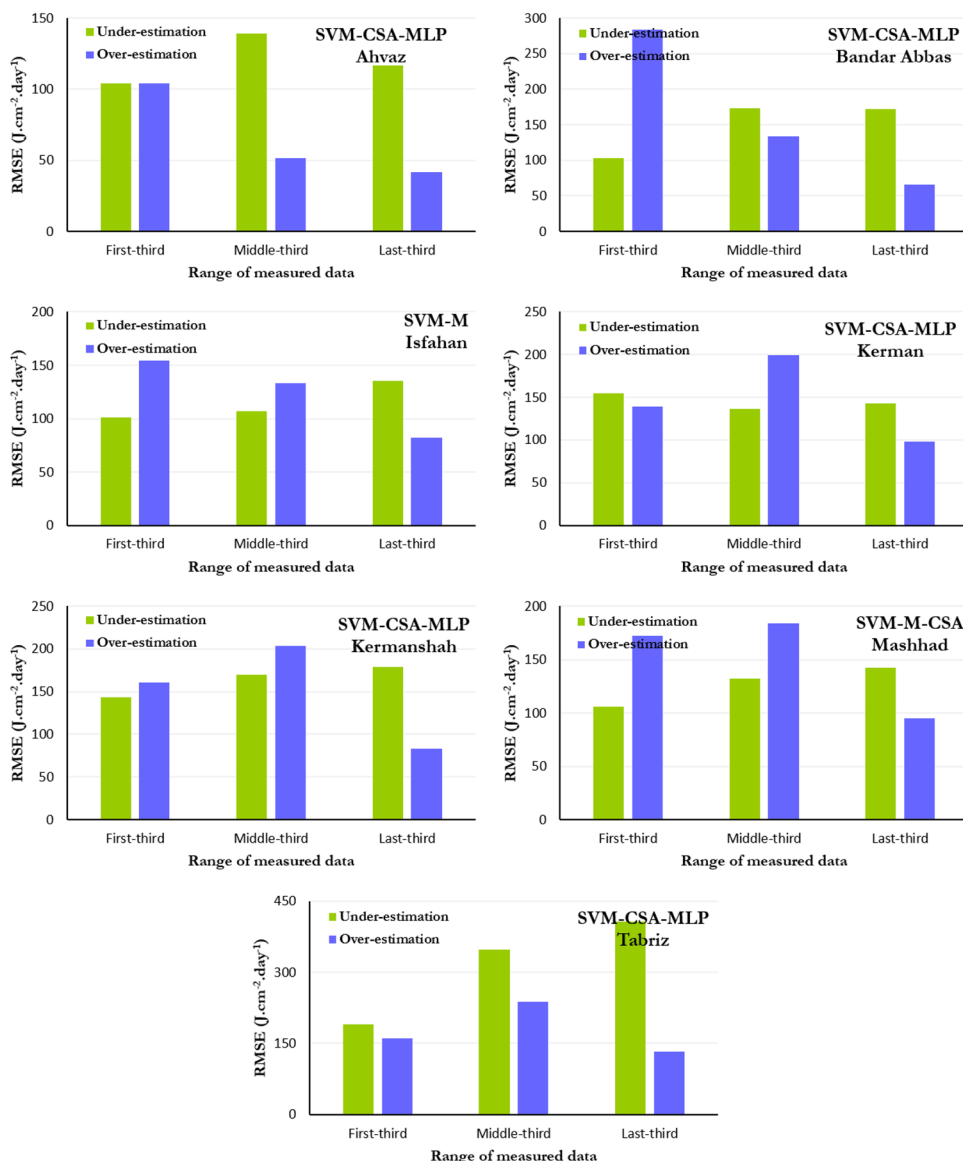 SVM-CSA-MLP
Ahvaz
Under-estimation
Over-estimation
RMSE (J.cm-2.day-1)
150
100
50
0
First-third
Middle-third
Last-third
Range of measured data
SVM-CSA-MLP
Bandar Abbas
Under-estimation
Over-estimation
RMSE (J.cm-2.day-1)
300
250
200
150
100
50
0
First-third
Middle-third
Last-third
Range of measured data
SVM-M
Isfahan
Under-estimation
Over-estimation
RMSE (J.cm-2.day-1)
200
150
100
50
0
First-third
Middle-third
Last-third
Range of measured data
SVM-CSA-MLP
Kerman
Under-estimation
Over-estimation
RMSE (J.cm-2.day-1)
250
200
150
100
50
0
First-third
Middle-third
Last-third
Range of measured data
SVM-CSA-MLP
Kermanshah
Under-estimation
Over-estimation
RMSE (J.cm-2.day-1)
250
200
150
100
50
0
First-third
Middle-third
Last-third
Range of measured data
SVM-M-CSA
Mashhad
Under-estimation
Over-estimation
RMSE (J.cm-2.day-1)
200
150
100
50
0
First-third
Middle-third
Last-third
Range of measured data
SVM-CSA-MLP
Tabriz
Under-estimation
Over-estimation
RMSE (J.cm-2.day-1)
450
300
150
0
First-third
Middle-third
Last-third
Range of measured data